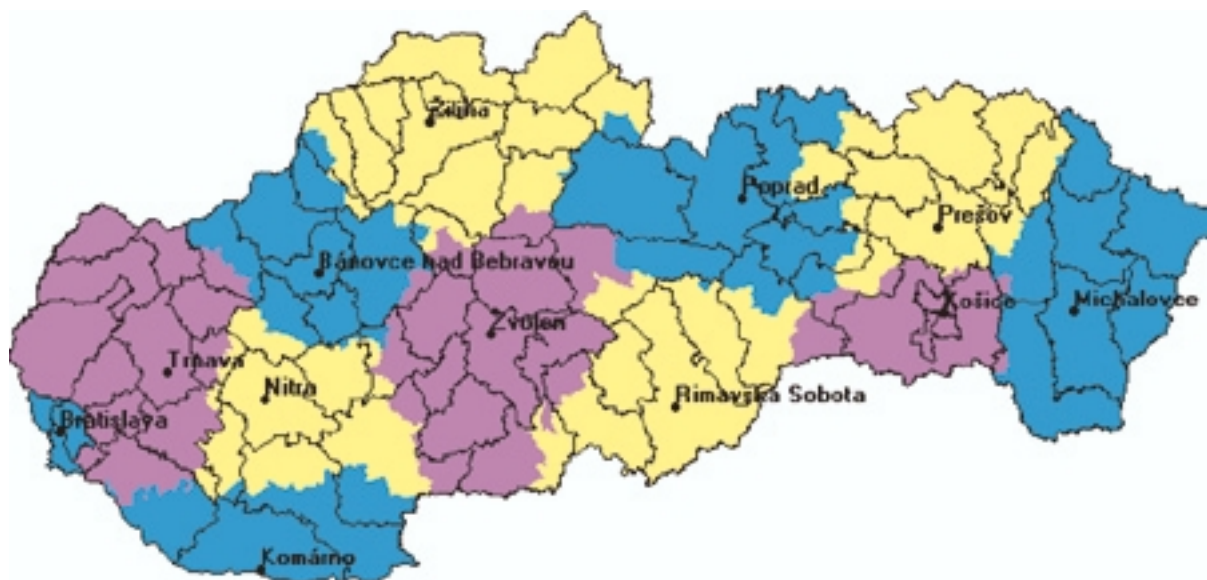 Žilina
Poprad
Prešov
Bánovce nad Bebravou
Košice
Michalovce
Zvolen
Trnava
Nitra
Rimavská Sobota
Bratislava
Komárno